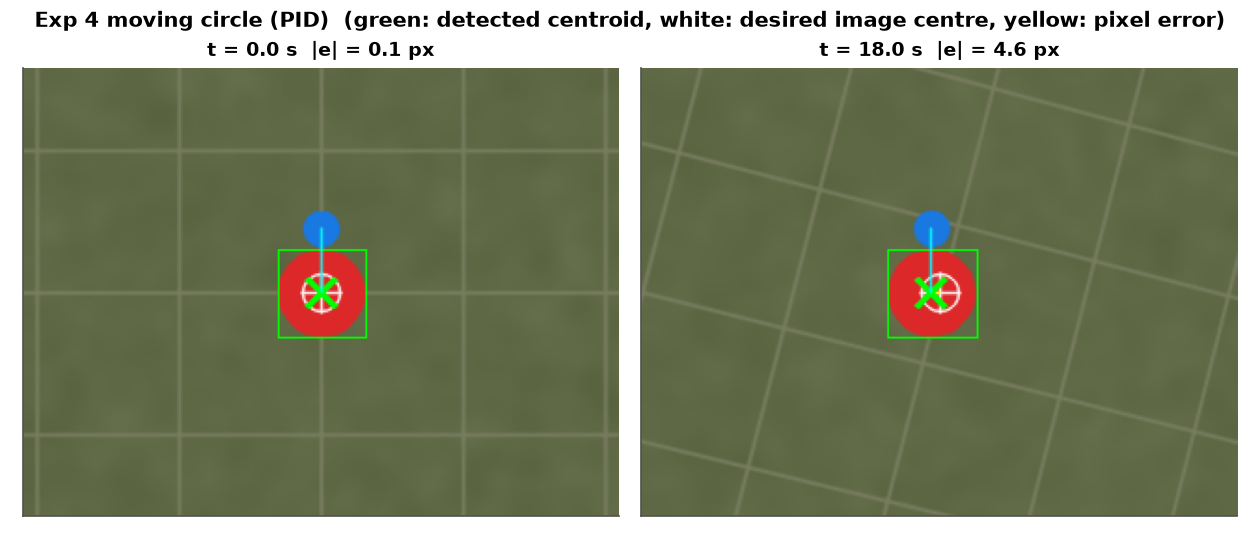 Exp 4 moving circle (PID)  (green: detected centroid, white: desired image centre, yellow: pixel error)
t = 0.0 s  |e| = 0.1 px
t = 18.0 s  |e| = 4.6 px